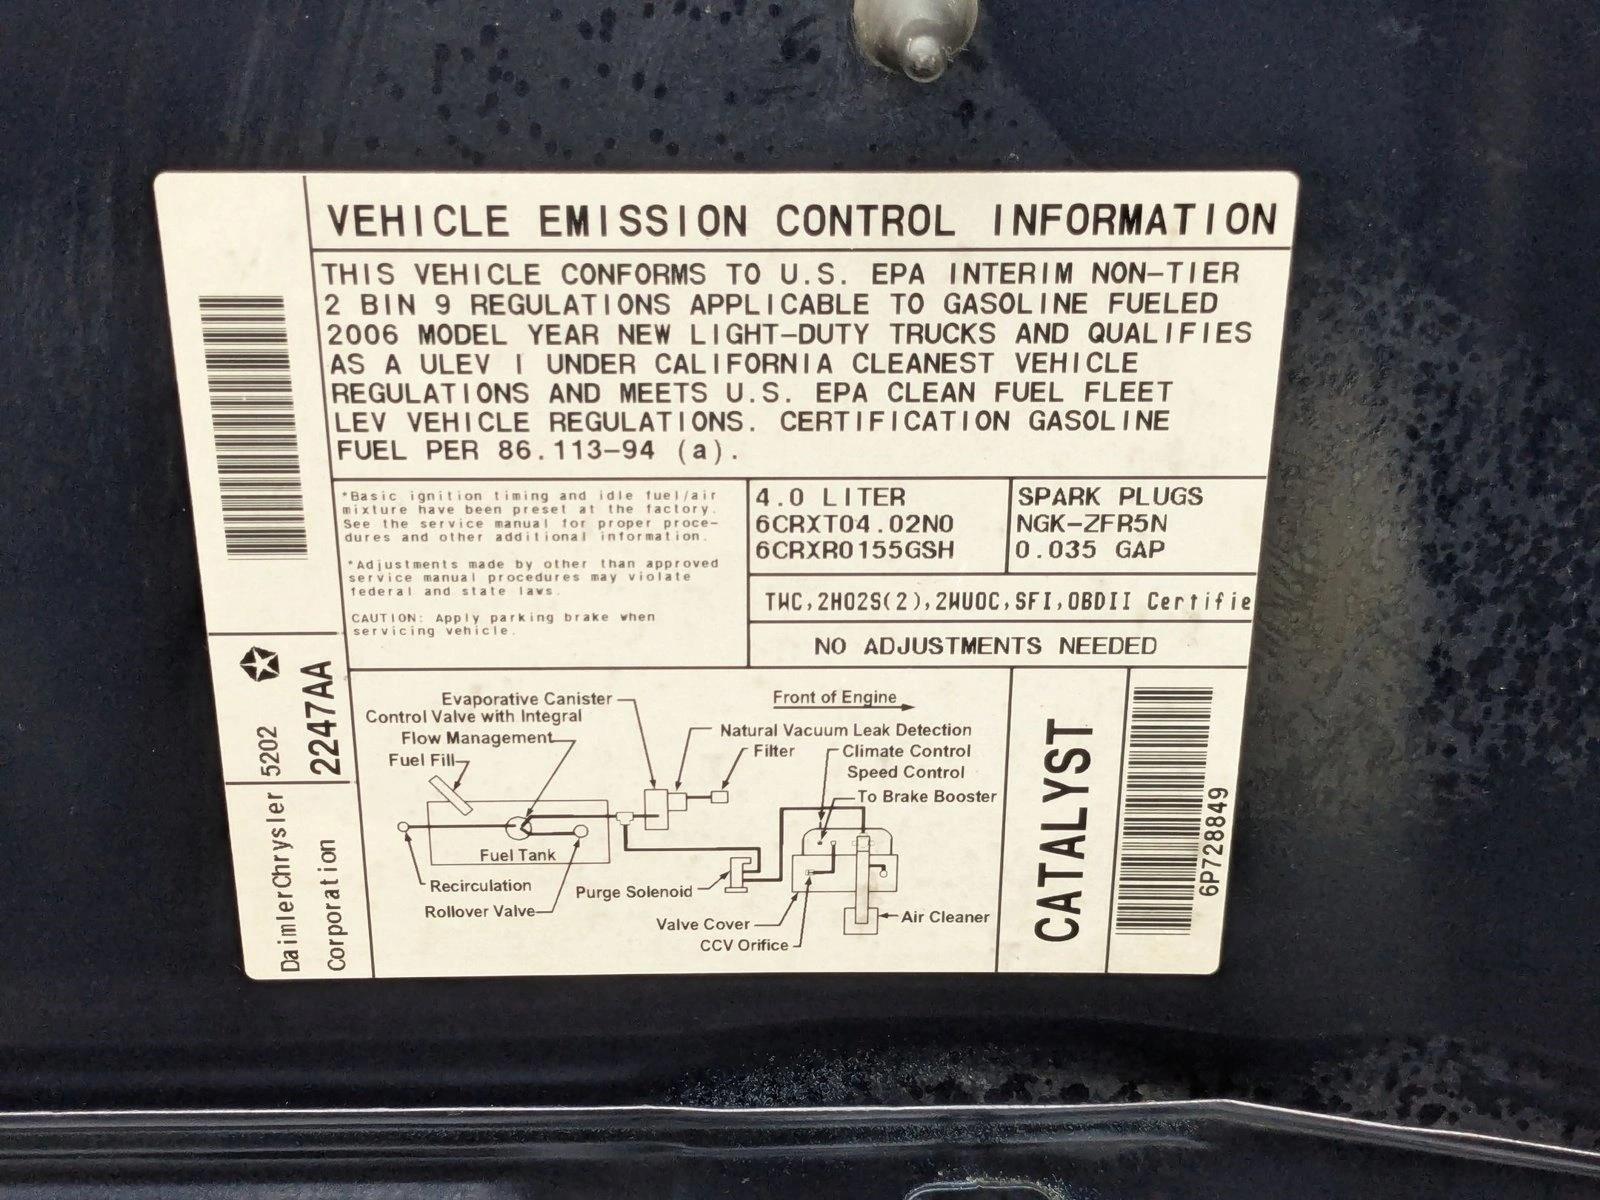 VEHICLE EMISSION CONTROL INFORMATION
THIS VEHICLE CONFORMS TO U.S. EPA INTERIM NON-TIER
2 BIN 9 REGULATIONS APPLICABLE TO GASOLINE FUELED
2006 MODEL YEAR NEW LIGHT-DUTY TRUCKS AND QUALIFIES
AS A ULEV I UNDER CALIFORNIA CLEANEST VEHICLE
REGULATIONS AND MEETS U.S. EPA CLEAN FUEL FLEET
LEV VEHICLE REGULATIONS. CERTIFICATION GASOLINE
FUEL PER 86.113-94 (a).
*Basic ignition timing and idle fuel/air
mixture have been preset at the factory.
See the service manual for proper proce-
dures and other additional information.
*Adjustments made by other than approved
service manual procedures may violate
federal and state laws.
CAUTION: Apply parking brake when
servicing vehicle.
4.0 LITER
6CRXT04.02N0
6CRXR0155GSH
SPARK PLUGS
NGK-ZFR5N
0.035 GAP
TWC,2HO2S(2),2WUOC,SFI,OBDII Certifie
NO ADJUSTMENTS NEEDED
DaimlerChrysler
Corporation
5202
2247AA
Evaporative Canister
Control Valve with Integral
Flow Management
Fuel Fill
Front of Engine
Natural Vacuum Leak Detection
Filter
Climate Control
Speed Control
To Brake Booster
Fuel Tank
Recirculation
Rollover Valve
Purge Solenoid
Valve Cover
CCV Orifice
Air Cleaner
CATALYST
6P728849